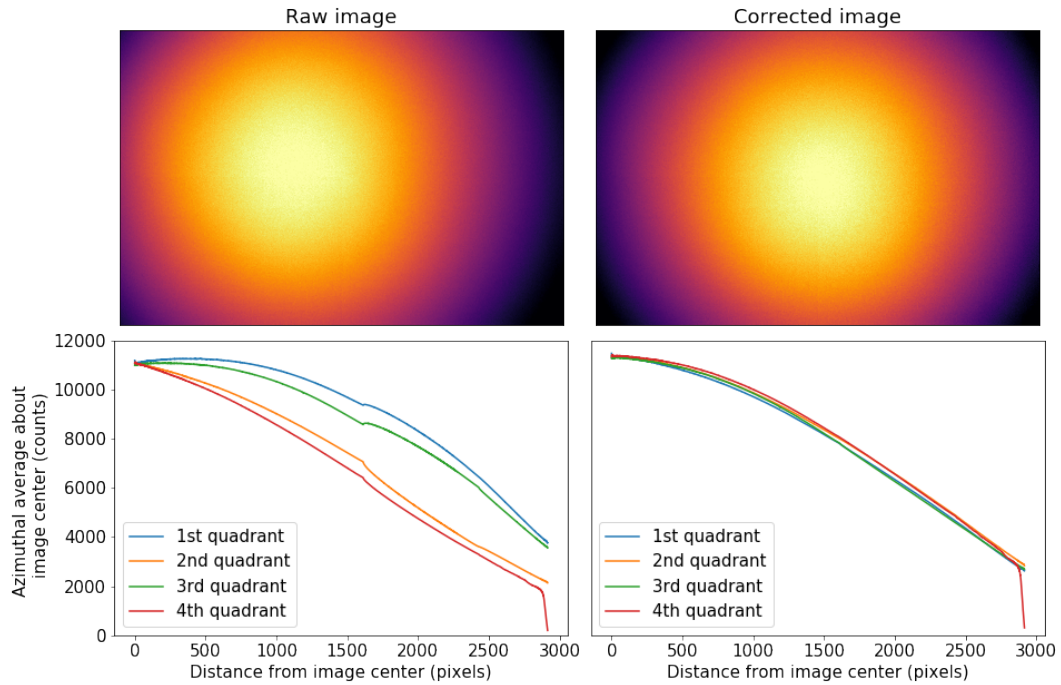 Raw image
Corrected image
Azimuthal average about
image center (counts)
12000
10000
8000
6000
4000
2000
0
1st quadrant
2nd quadrant
3rd quadrant
4th quadrant
0 500 1000 1500 2000 2500 3000
Distance from image center (pixels)
1st quadrant
2nd quadrant
3rd quadrant
4th quadrant
0 500 1000 1500 2000 2500 3000
Distance from image center (pixels)